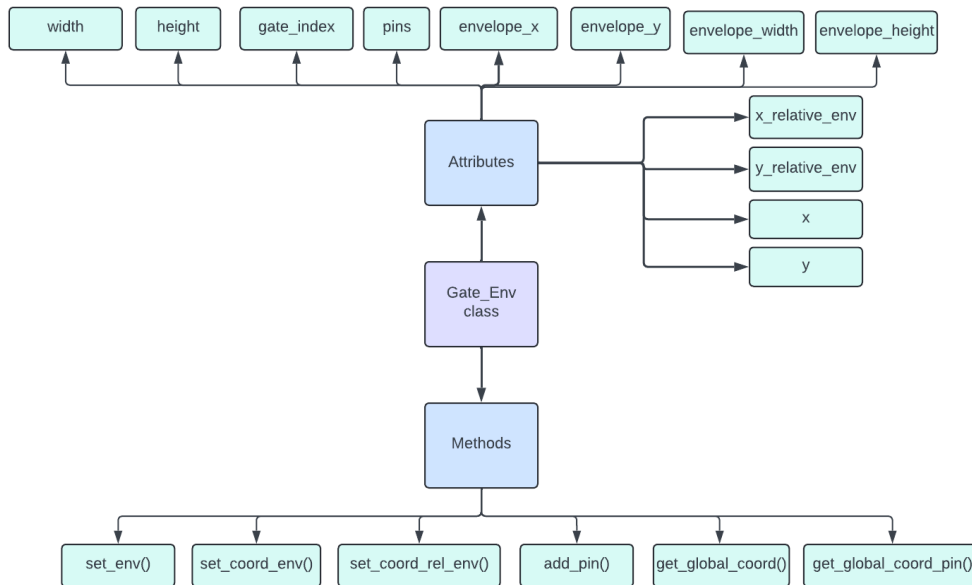 width
height
gate_index
pins
envelope_x
envelope_y
envelope_width
envelope_height
x_relative_env
Attributes
y_relative_env
x
y
Gate_Env
class
Methods
set_env()
set_coord_env()
set_coord_rel_env()
add_pin()
get_global_coord()
get_global_coord_pin()